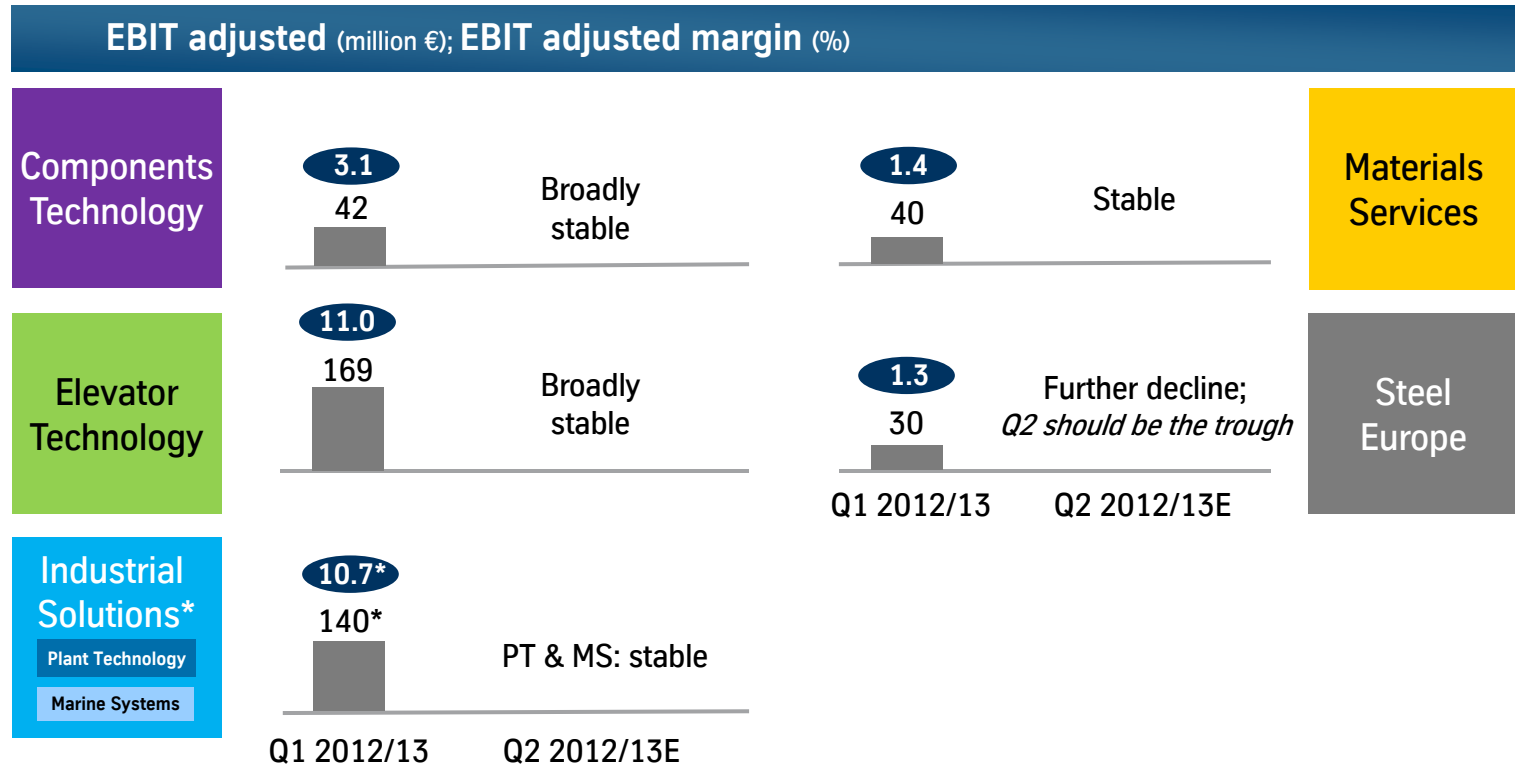 EBIT adjusted (million €); EBIT adjusted margin (%)
Components
Technology
3.1
42
Broadly
stable
1.4
40
Stable
Materials
Services
Elevator
Technology
11.0
169
Broadly
stable
1.3
30
Further decline;
Q2 should be the trough
Steel
Europe
Q1 2012/13
Q2 2012/13E
Industrial
Solutions*
Plant Technology
Marine Systems
10.7*
140*
PT & MS: stable
Q1 2012/13
Q2 2012/13E